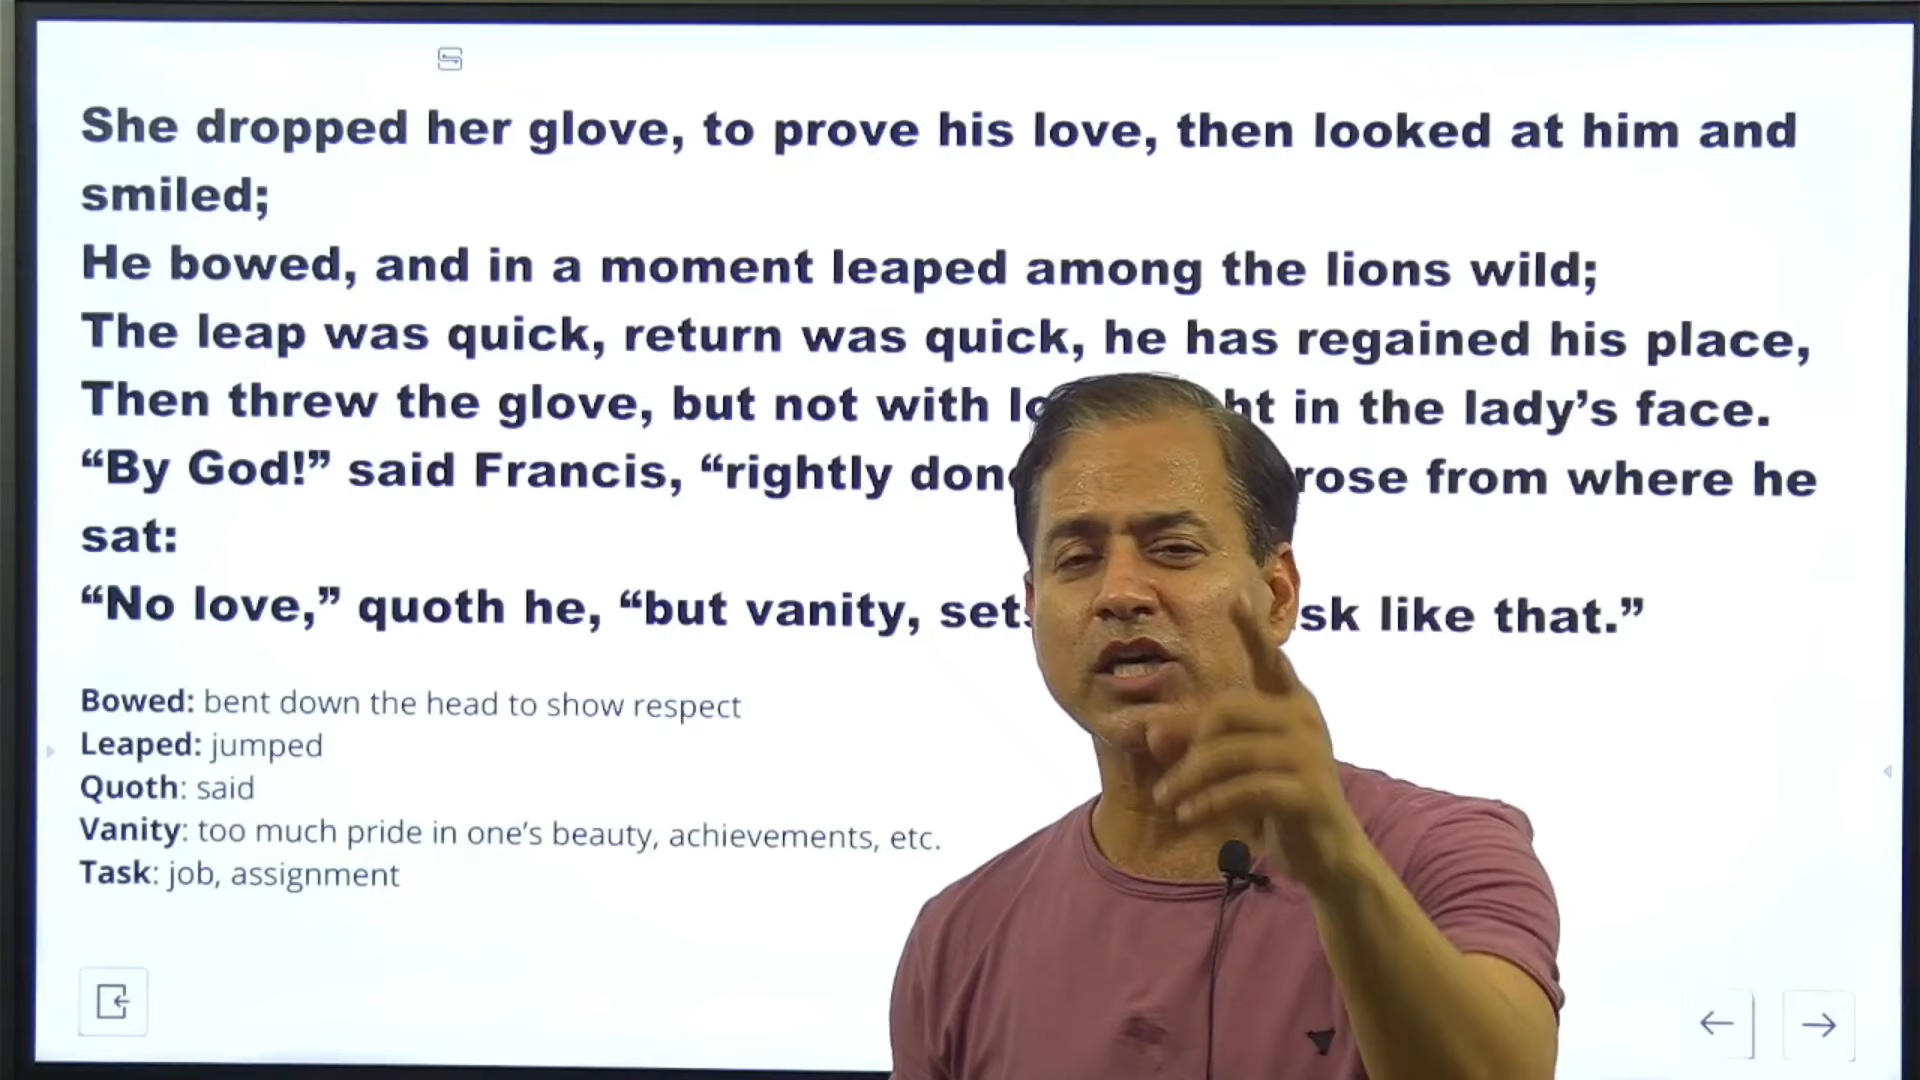 She dropped her glove, to prove his love, then looked at him and
smiled;
He bowed, and in a moment leaped among the lions wild;
The leap was quick, return was quick, he has regained his place,
Then threw the glove, but not with in the lady’s face.
“By God!” said Francis, “rightly rose from where he
sat:
“No love,” quoth he, “but vanity, like that.”
Bowed: bent down the head to show respect
Leaped: jumped
Quoth: said
Vanity: too much pride in one’s beauty, achievements, etc.
Task: job, assignment